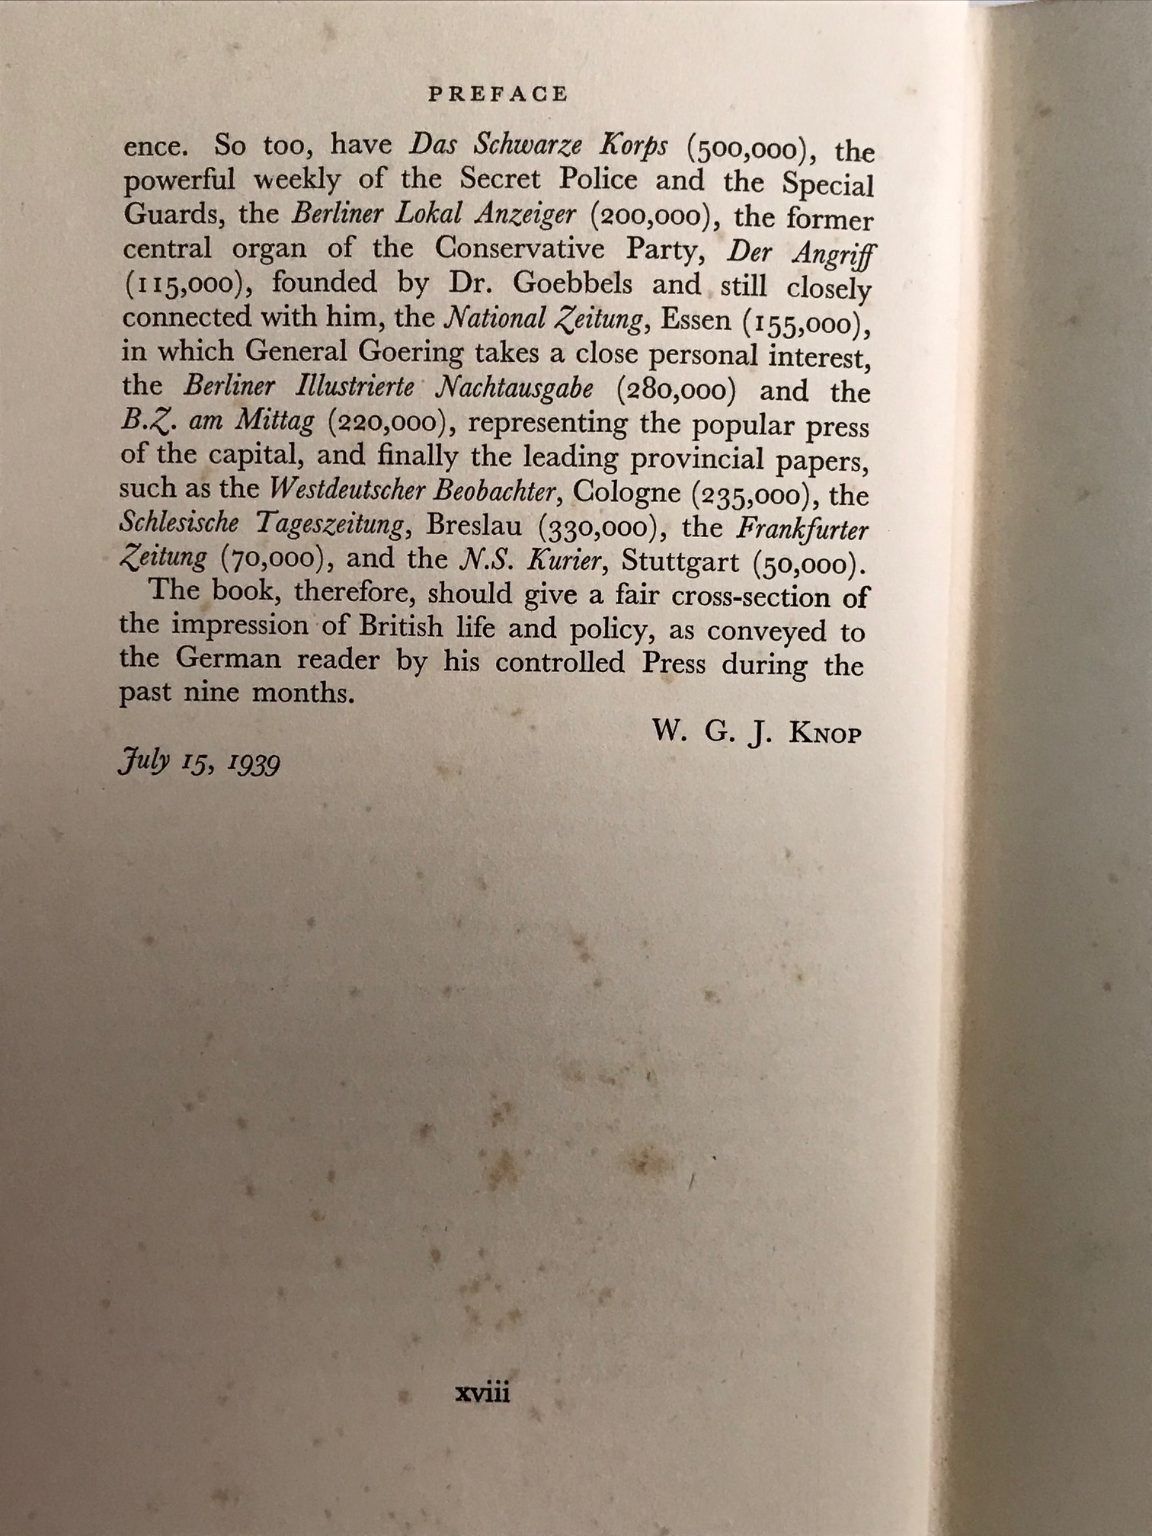 PREFACE
ence. So too, have Das Schwarze Korps (500,000), the
powerful weekly of the Secret Police and the Special
Guards, the Berliner Lokal Anzeiger (200,000), the former
central organ of the Conservative Party, Der Angriff
(115,000), founded by Dr. Goebbels and still closely
connected with him, the National Zeitung, Essen (155,000),
in which General Goering takes a close personal interest,
the Berliner Illustrierte Nachtausgabe (280,000) and the
B.Z. am Mittag (220,000), representing the popular press
of the capital, and finally the leading provincial papers,
such as the Westdeutscher Beobachter, Cologne (235,000), the
Schlesische Tageszeitung, Breslau (330,000), the Frankfurter
Zeitung (70,000), and the N.S. Kurier, Stuttgart (50,000).
The book, therefore, should give a fair cross-section of
the impression of British life and policy, as conveyed to
the German reader by his controlled Press during the
past nine months.
W. G. J. KNOP
July 15, 1939
xviii